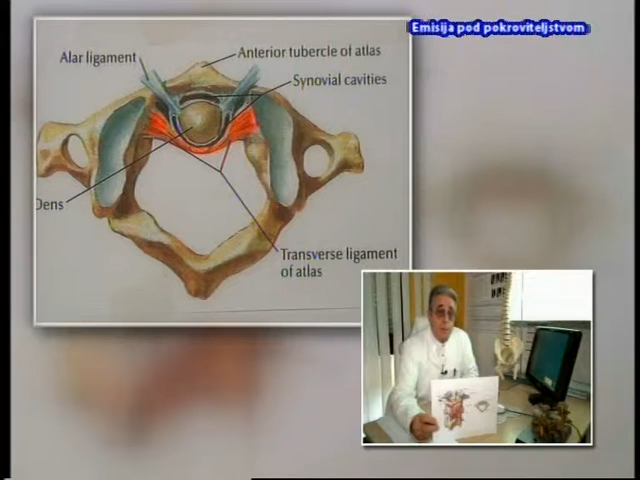 Emisija pod pokroviteljstvom
Alar ligament
Anterior tubercle of atlas
Synovial cavities
Dens
Transverse ligament
of atlas